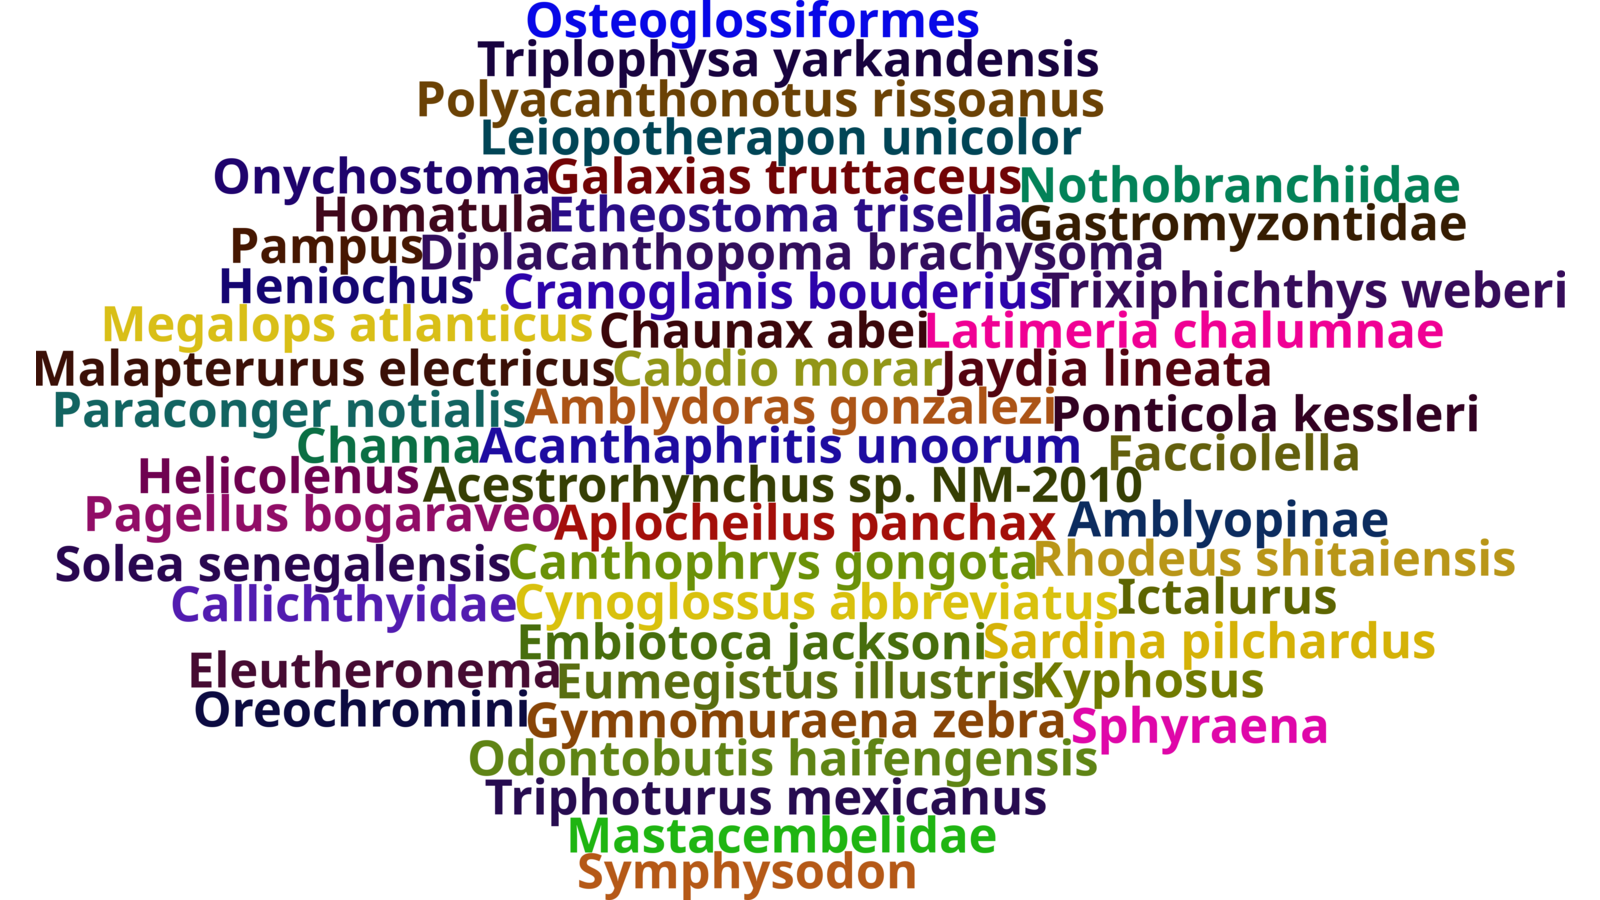 Osteoglossiformes
Triplophysa yarkandensis
Polyacanthonotus rissoanus
Leiopotherapon unicolor
Onychostoma Galaxias truttaceus Nothobranchiidae
Homatula Etheostoma trisella Gastromyzontidae
Pampus Diplacanthopoma brachysoma
Heniochus Cranoglanis bouderius Trixiphichthys weberi
Megalops atlanticus Chaunax abei Latimeria chalumnae
Malapterurus electricus Cabdio morar Jaydia lineata
Paraconger notialis Amblydoras gonzalezi Ponticola kessleri
Channa Acanthaphritis unoorum Facciolella
Helicolenus Acestrorhynchus sp. NM-2010
Pagellus bogaraveo Aplocheilus panchax Amblyopinae
Solea senegalensis Canthophrys gongota Rhodeus shitaiensis
Callichthyidae Cynoglossus abbreviatus Ictalurus
Embiotoca jacksoni Sardina pilchardus
Eleutheronema Eumegistus illustris Kyphosus
Oreochromini Gymnomuraena zebra Sphyraena
Odontobutis haifengensis
Triphoturus mexicanus
Mastacembelidae
Symphysodon